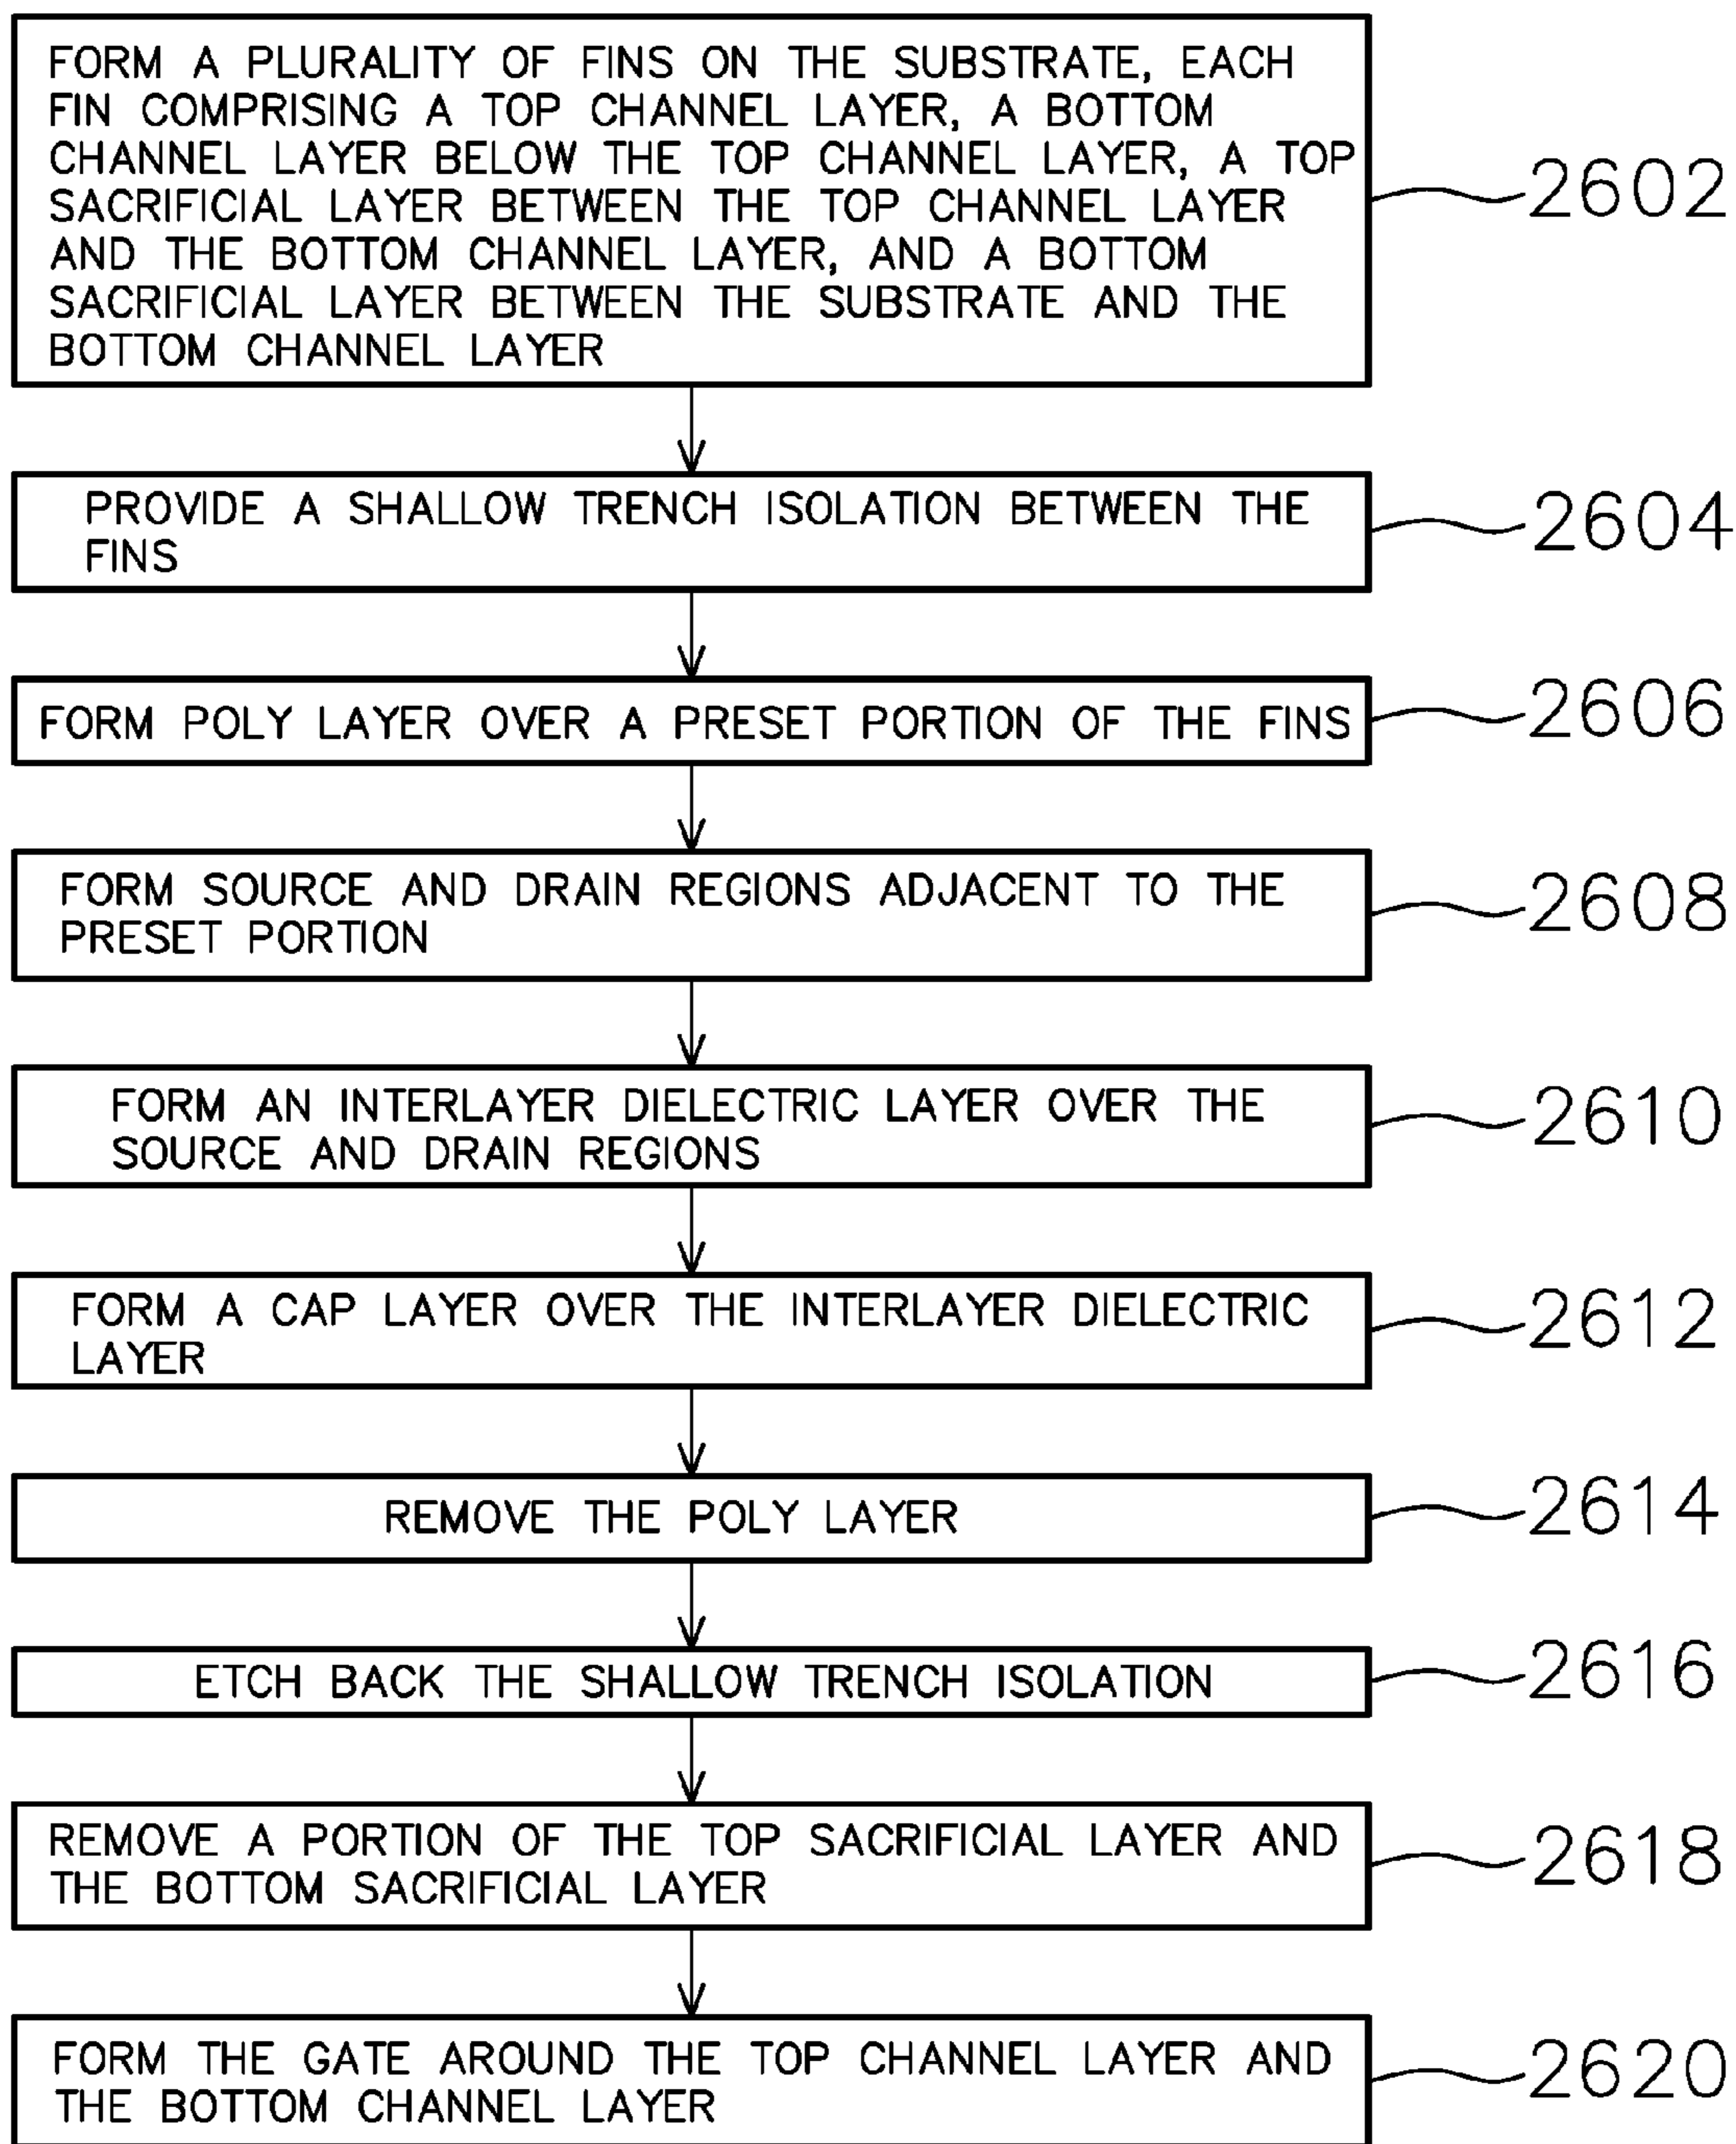 FORM A PLURALITY OF FINS ON THE SUBSTRATE, EACH
FIN COMPRISING A TOP CHANNEL LAYER, A BOTTOM
CHANNEL LAYER BELOW THE TOP CHANNEL LAYER, A TOP
SACRIFICIAL LAYER BETWEEN THE TOP CHANNEL LAYER
AND THE BOTTOM CHANNEL LAYER, AND A BOTTOM
SACRIFICIAL LAYER BETWEEN THE SUBSTRATE AND THE
BOTTOM CHANNEL LAYER
2602
PROVIDE A SHALLOW TRENCH ISOLATION BETWEEN THE
FINS
2604
FORM POLY LAYER OVER A PRESET PORTION OF THE FINS
2606
FORM SOURCE AND DRAIN REGIONS ADJACENT TO THE
PRESET PORTION
2608
FORM AN INTERLAYER DIELECTRIC LAYER OVER THE
SOURCE AND DRAIN REGIONS
2610
FORM A CAP LAYER OVER THE INTERLAYER DIELECTRIC
LAYER
2612
REMOVE THE POLY LAYER
2614
ETCH BACK THE SHALLOW TRENCH ISOLATION
2616
REMOVE A PORTION OF THE TOP SACRIFICIAL LAYER AND
THE BOTTOM SACRIFICIAL LAYER
2618
FORM THE GATE AROUND THE TOP CHANNEL LAYER AND
THE BOTTOM CHANNEL LAYER
2620